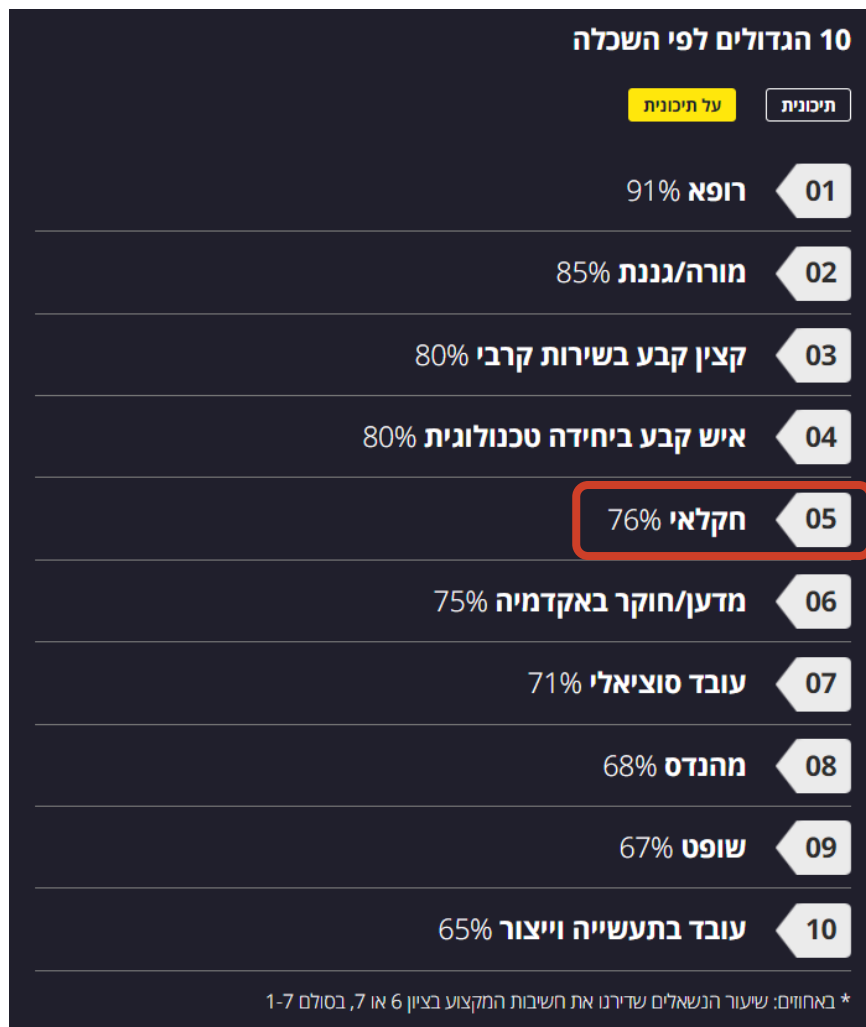 10 הגדולים לפי השכלה
תיכונית על תיכונית
01 רופא 91%
02 מורה/גננת 85%
03 קצין קבע בשירות קרבי 80%
04 איש קבע ביחידה טכנולוגית 80%
05 חקלאי 76%
06 מדען/חוקר באקדמיה 75%
07 עובד סוציאלי 71%
08 מהנדס 68%
09 שופט 67%
10 עובד בתעשייה וייצור 65%
* באחוזים: שיעור הנשאלים שדירגו את חשיבות המקצוע בציון 6 או 7, בסולם 1-7